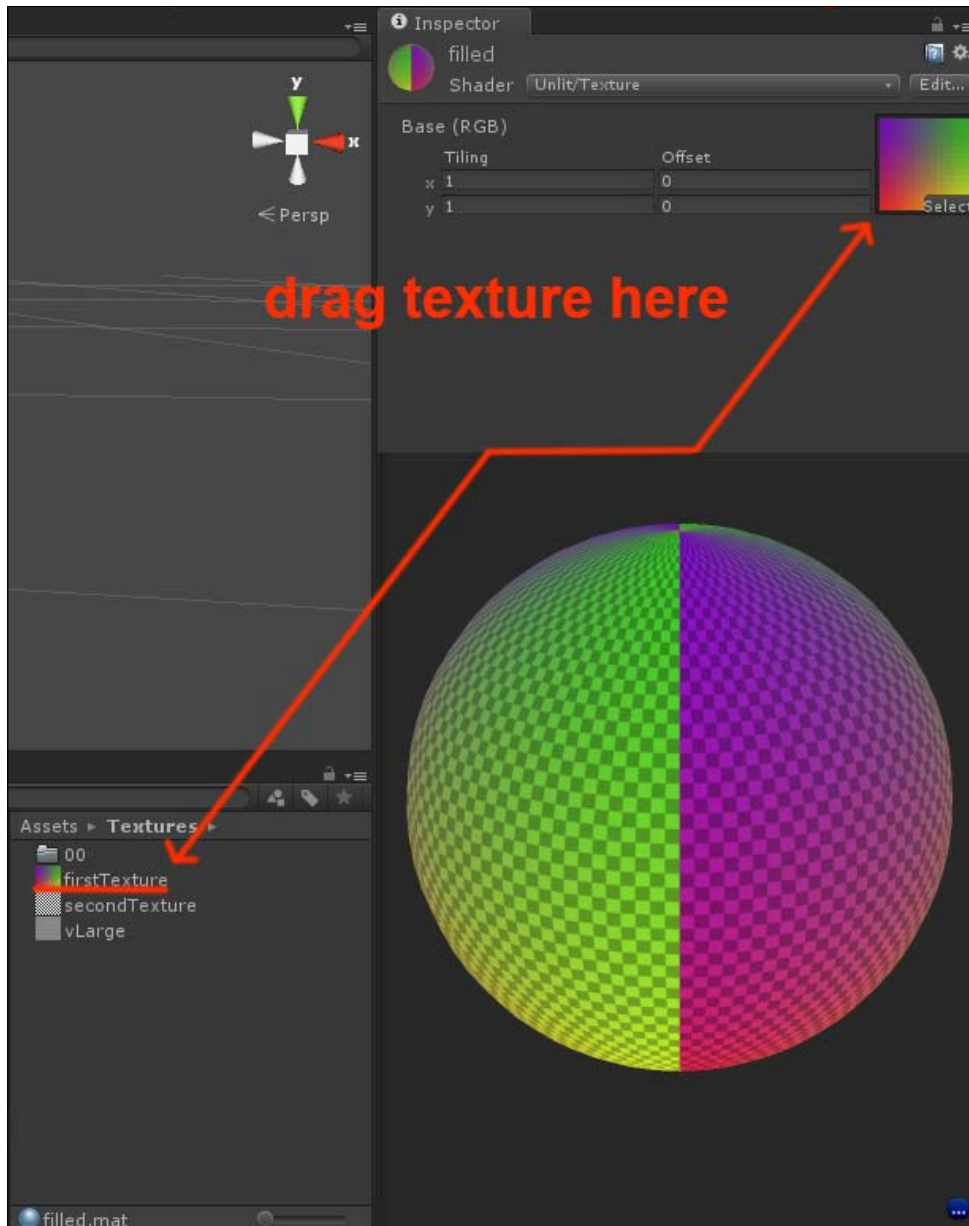 Inspector
filled
Shader Unlit/Texture Edit...
Base (RGB)
Tiling Offset
x 1 0
y 1 0
Select
y
x
Persp
drag texture here
Assets Textures
00
firstTexture
secondTexture
vLarge
filled.mat